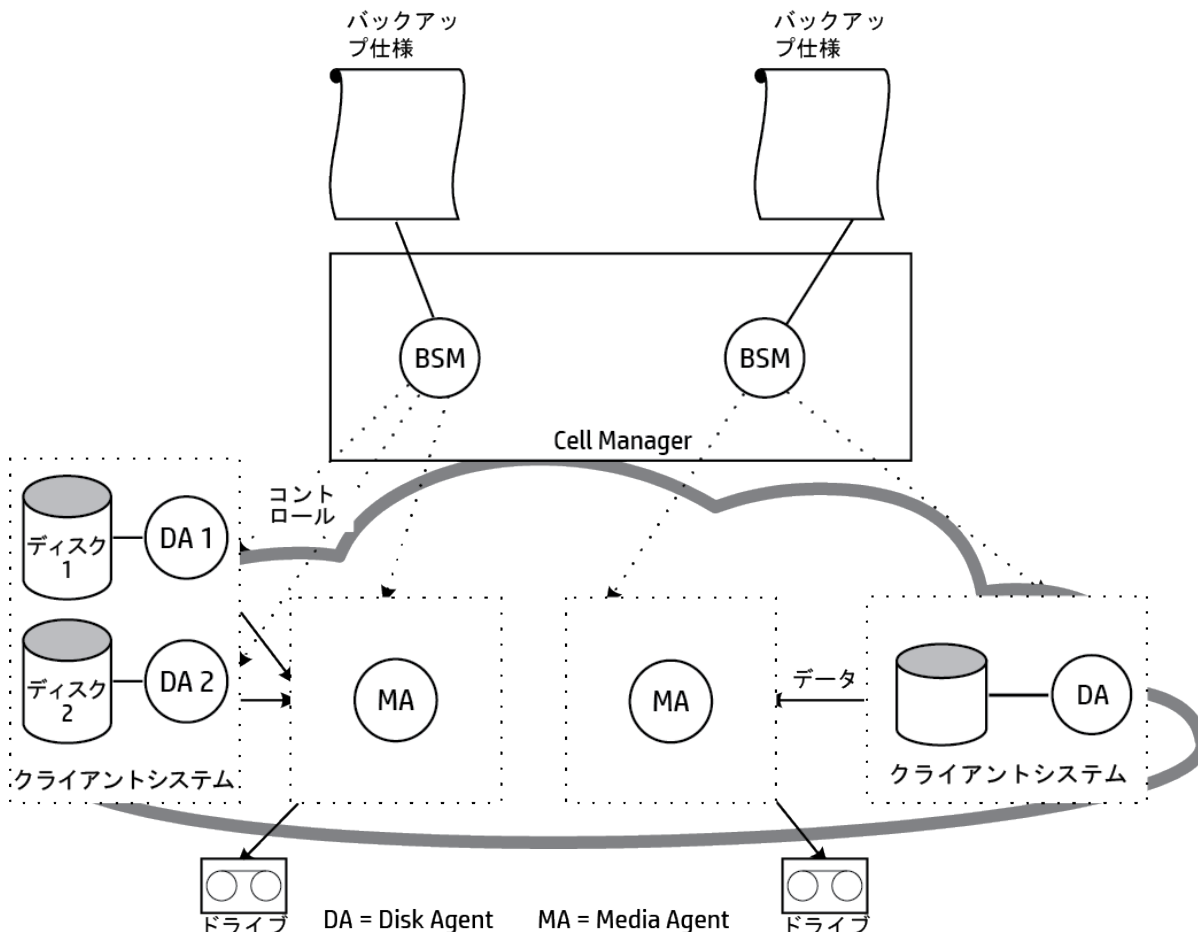 バックアッ
プ仕様
バックアッ
プ仕様
BSM
BSM
Cell Manager
コント
ロール
ディスク
1
DA 1
ディスク
2
DA 2
クライアントシステム
MA
MA
データ
DA
クライアントシステム
ドライブ
DA = Disk Agent
MA = Media Agent
ドライブ